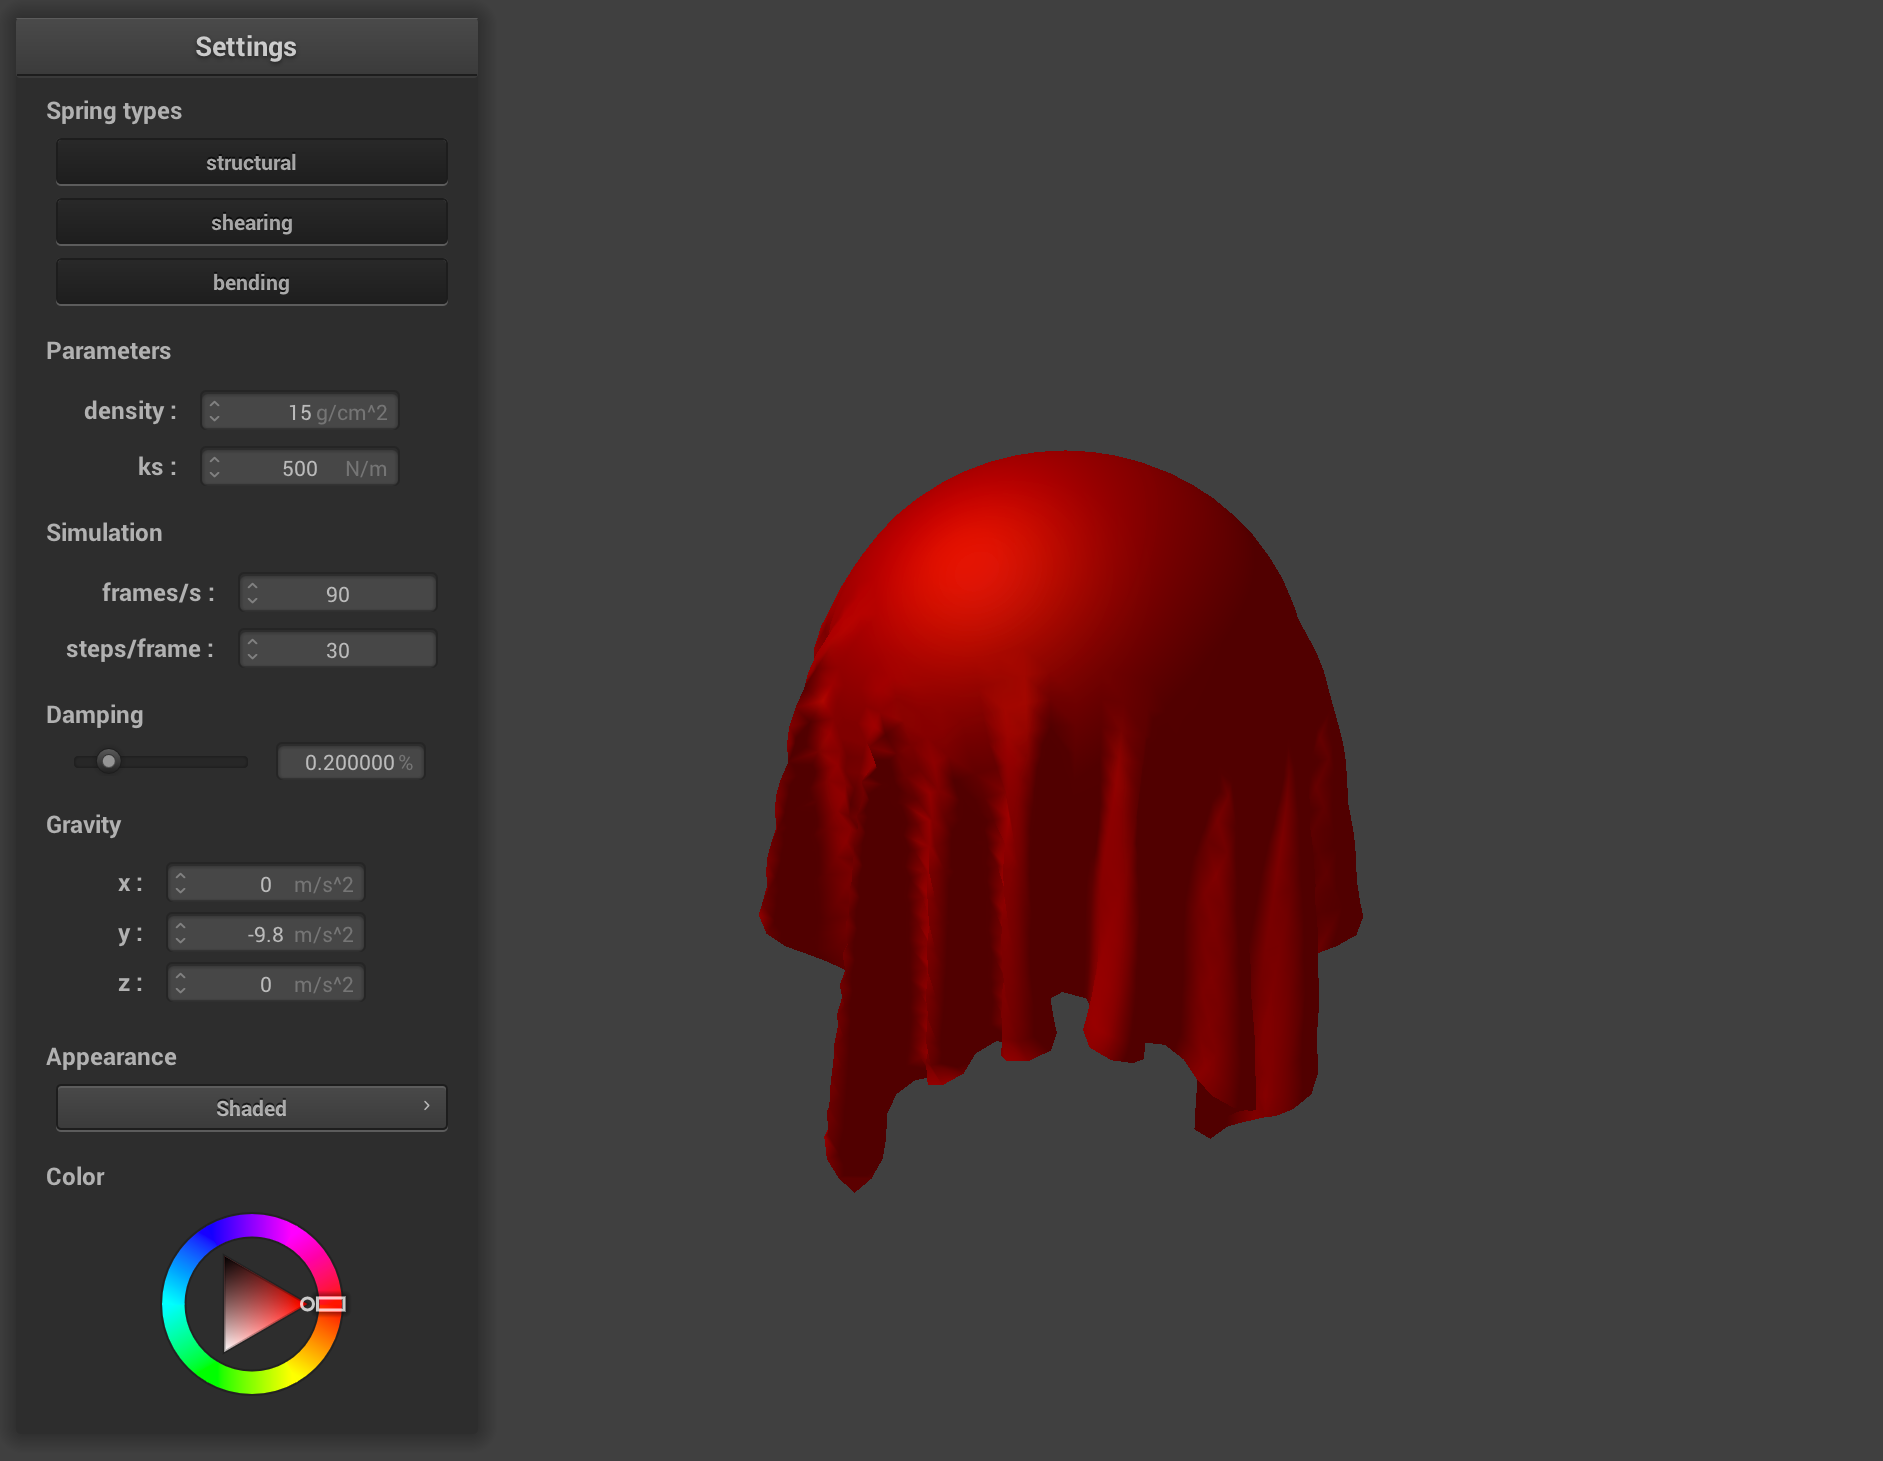 Settings
Spring types
structural
shearing
bending
Parameters
density : 15 g/cm^2
ks : 500 N/m
Simulation
frames/s : 90
steps/frame : 30
Damping
0.200000 %
Gravity
x : 0 m/s^2
y : -9.8 m/s^2
z : 0 m/s^2
Appearance
Shaded
Color